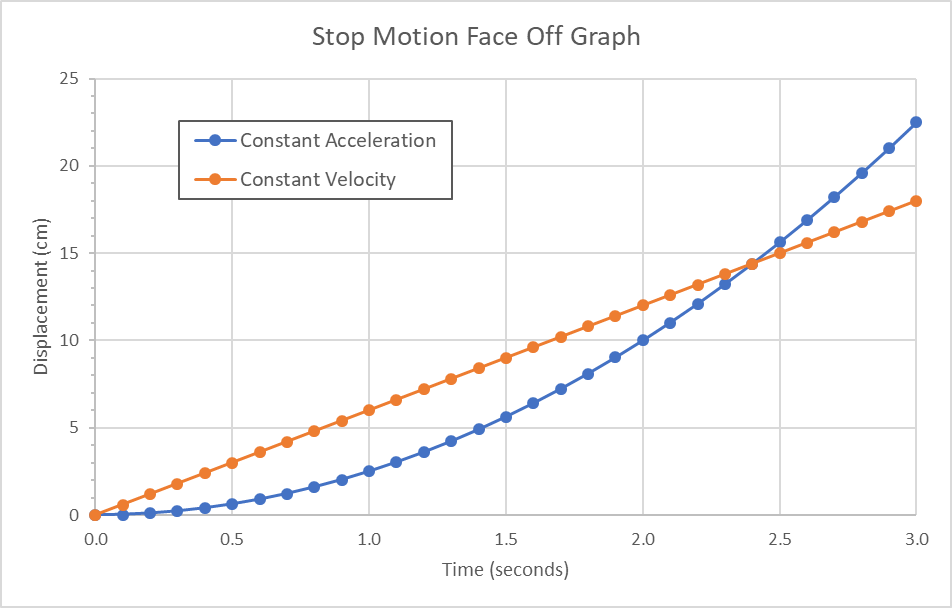 Stop Motion Face Off Graph
25
20
15
10
5
0
Constant Acceleration
Constant Velocity
Displacement (cm)
0.0 0.5 1.0 1.5 2.0 2.5 3.0
Time (seconds)